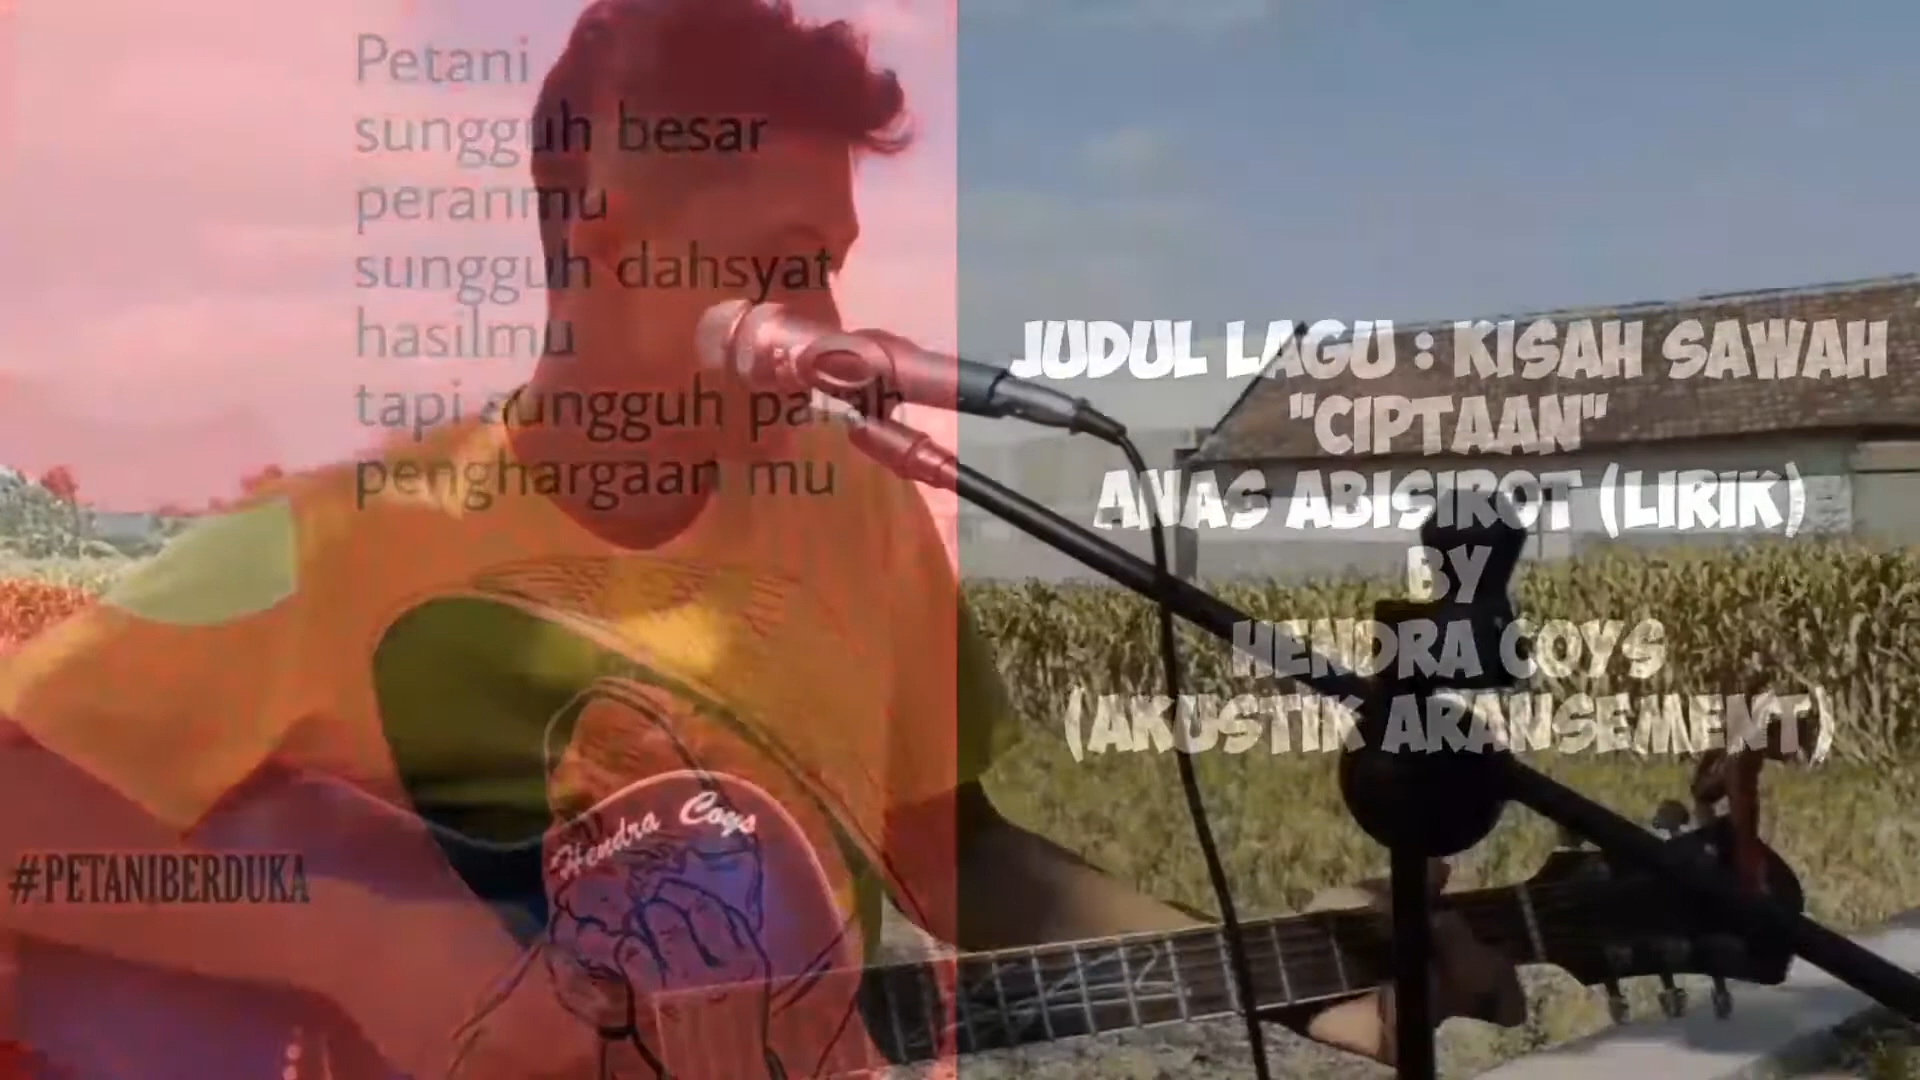 Petani
sungguh besar
peranmu
sungguh dahsyat
hasilmu
tapi sungguh parah
penghargaan mu
JUDUL LAGU : KISAH SAWAH
"CIPTAAN"
ANAS ABISIROT (LIRIK)
BY
HENDRA COYS
(AKUSTIK ARANSEMENT)
Hendra Coys
#PETANIBERDUKA